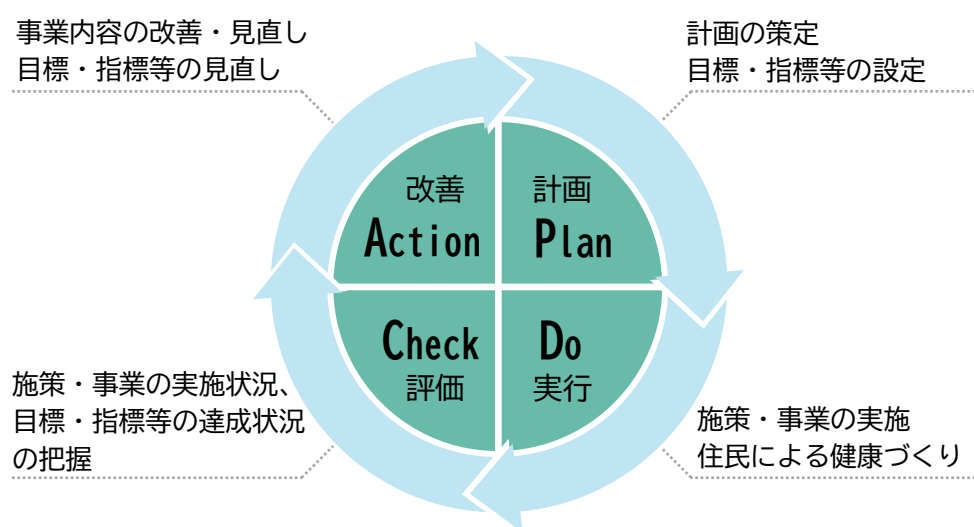 事業内容の改善・見直し
目標・指標等の見直し
計画の策定
目標・指標等の設定
改善
Action
計画
Plan
Check
評価
Do
実行
施策・事業の実施状況、
目標・指標等の達成状況
の把握
施策・事業の実施
住民による健康づくり